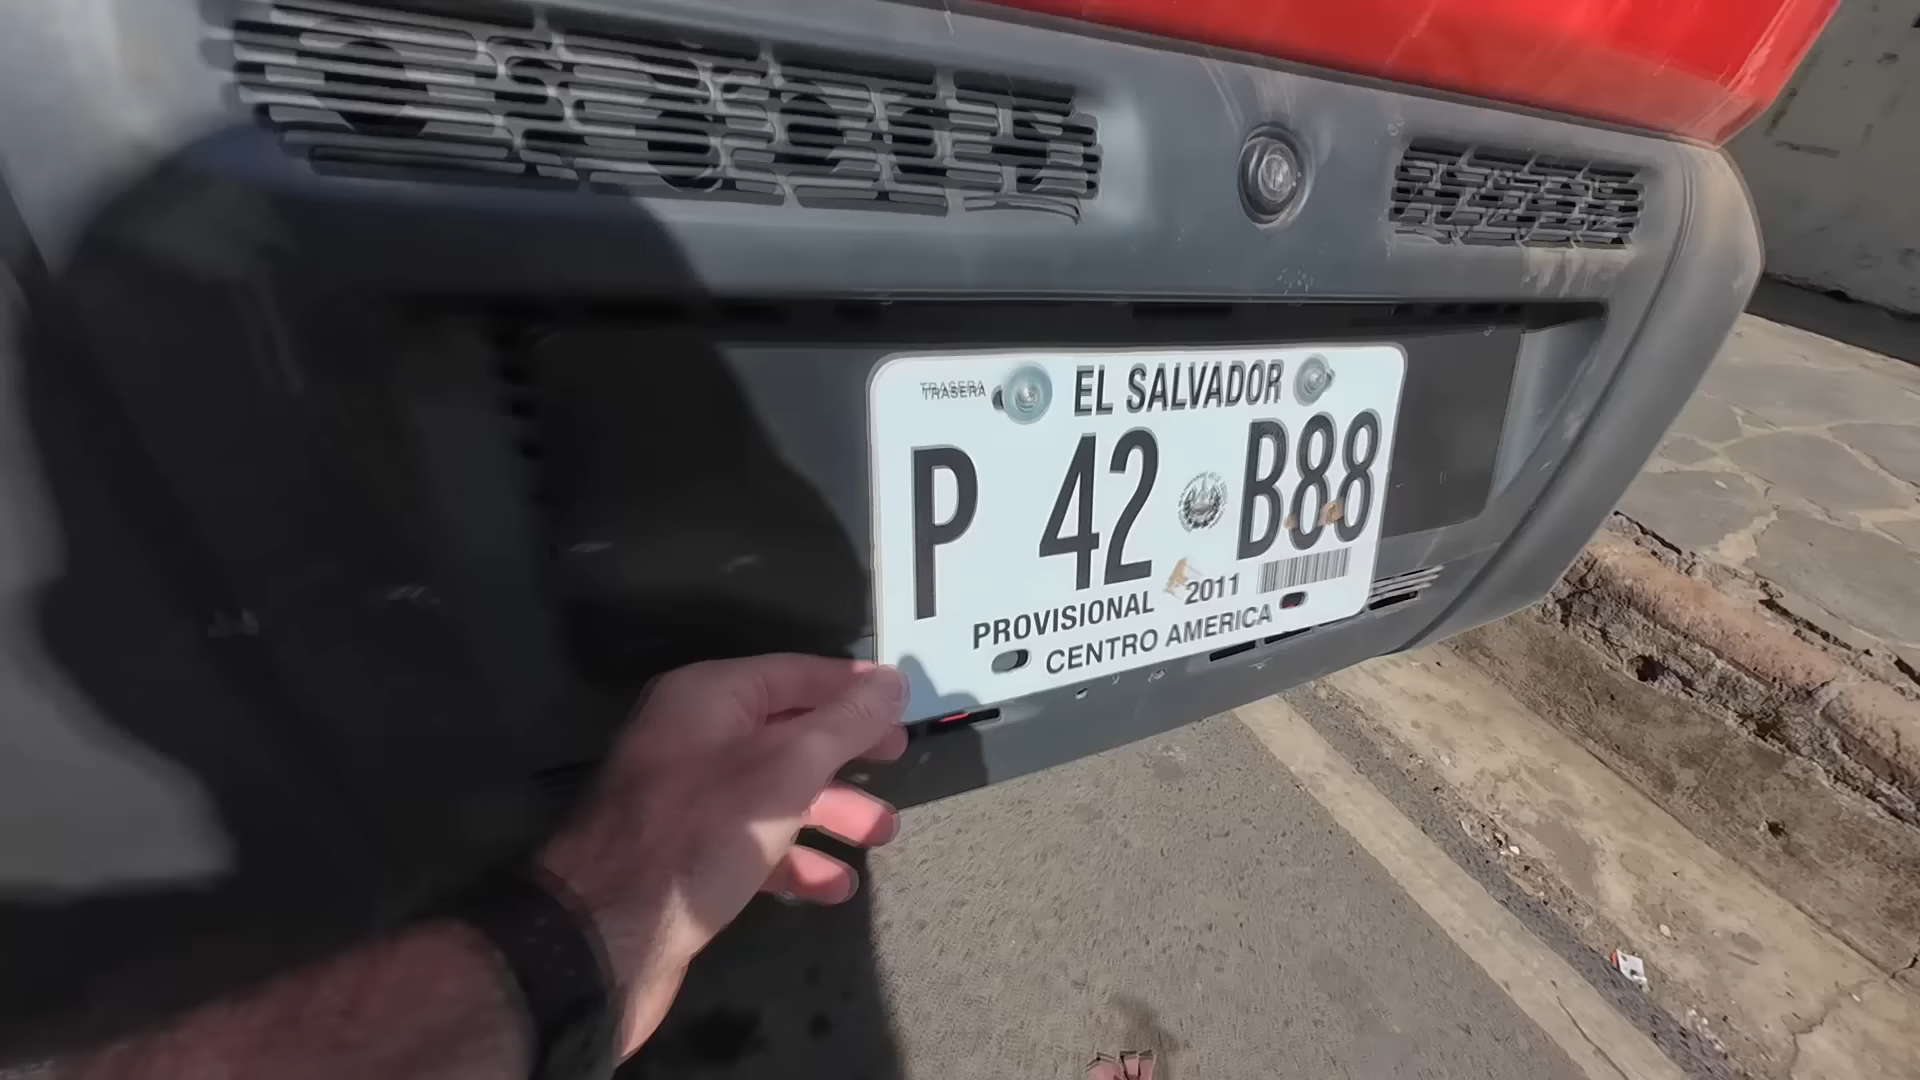 TRASERA
EL SALVADOR
P 42 B88
PROVISIONAL 2011
CENTRO AMERICA